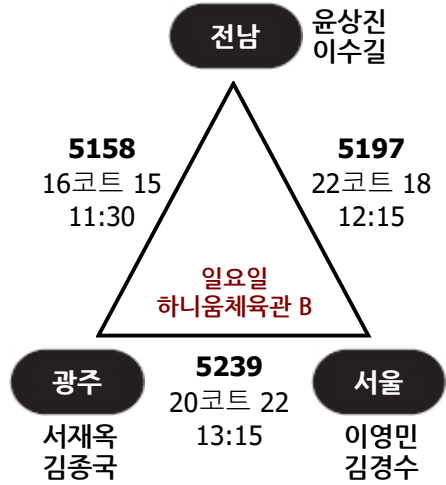 전남
윤상진
이수길
5158
16코트 15
11:30
5197
22코트 18
12:15
일요일
하니움체육관 B
광주
서재옥
김종국
5239
20코트 22
13:15
서울
이영민
김경수